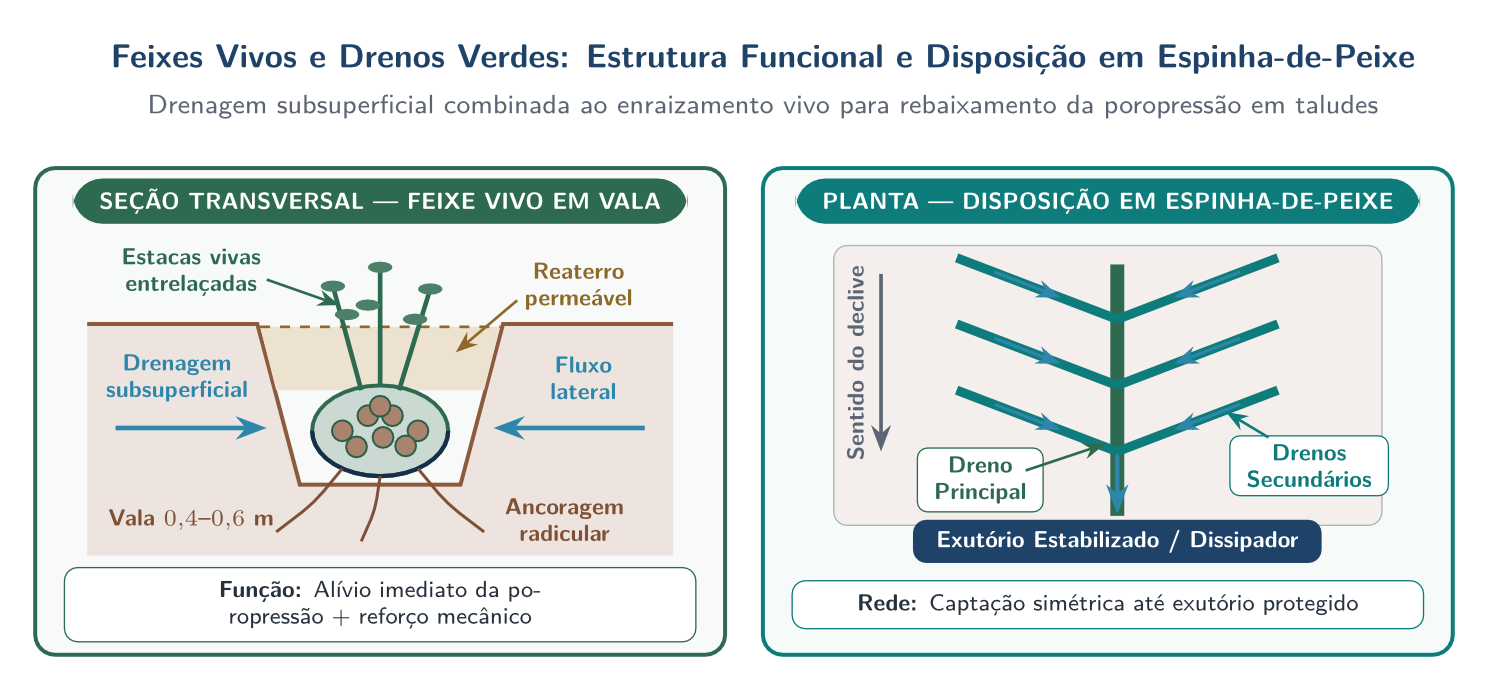 Feixes Vivos e Drenos Verdes: Estrutura Funcional e Disposição em Espinha-de-Peixe
Drenagem subsuperficial combinada ao enraizamento vivo para rebaixamento da poropressão em taludes
SEÇÃO TRANSVERSAL — FEIXE VIVO EM VALA
Estacas vivas
entrelaçadas
Reaterro
permeável
Drenagem
subsuperficial
Fluxo
lateral
Vala 0,4–0,6 m
Ancoragem
radicular
Função: Alívio imediato da po-
ropressão + reforço mecânico
PLANTA — DISPOSIÇÃO EM ESPINHA-DE-PEIXE
Sentido do declive
Dreno
Principal
Drenos
Secundários
Exutório Estabilizado / Dissipador
Rede: Captação simétrica até exutório protegido